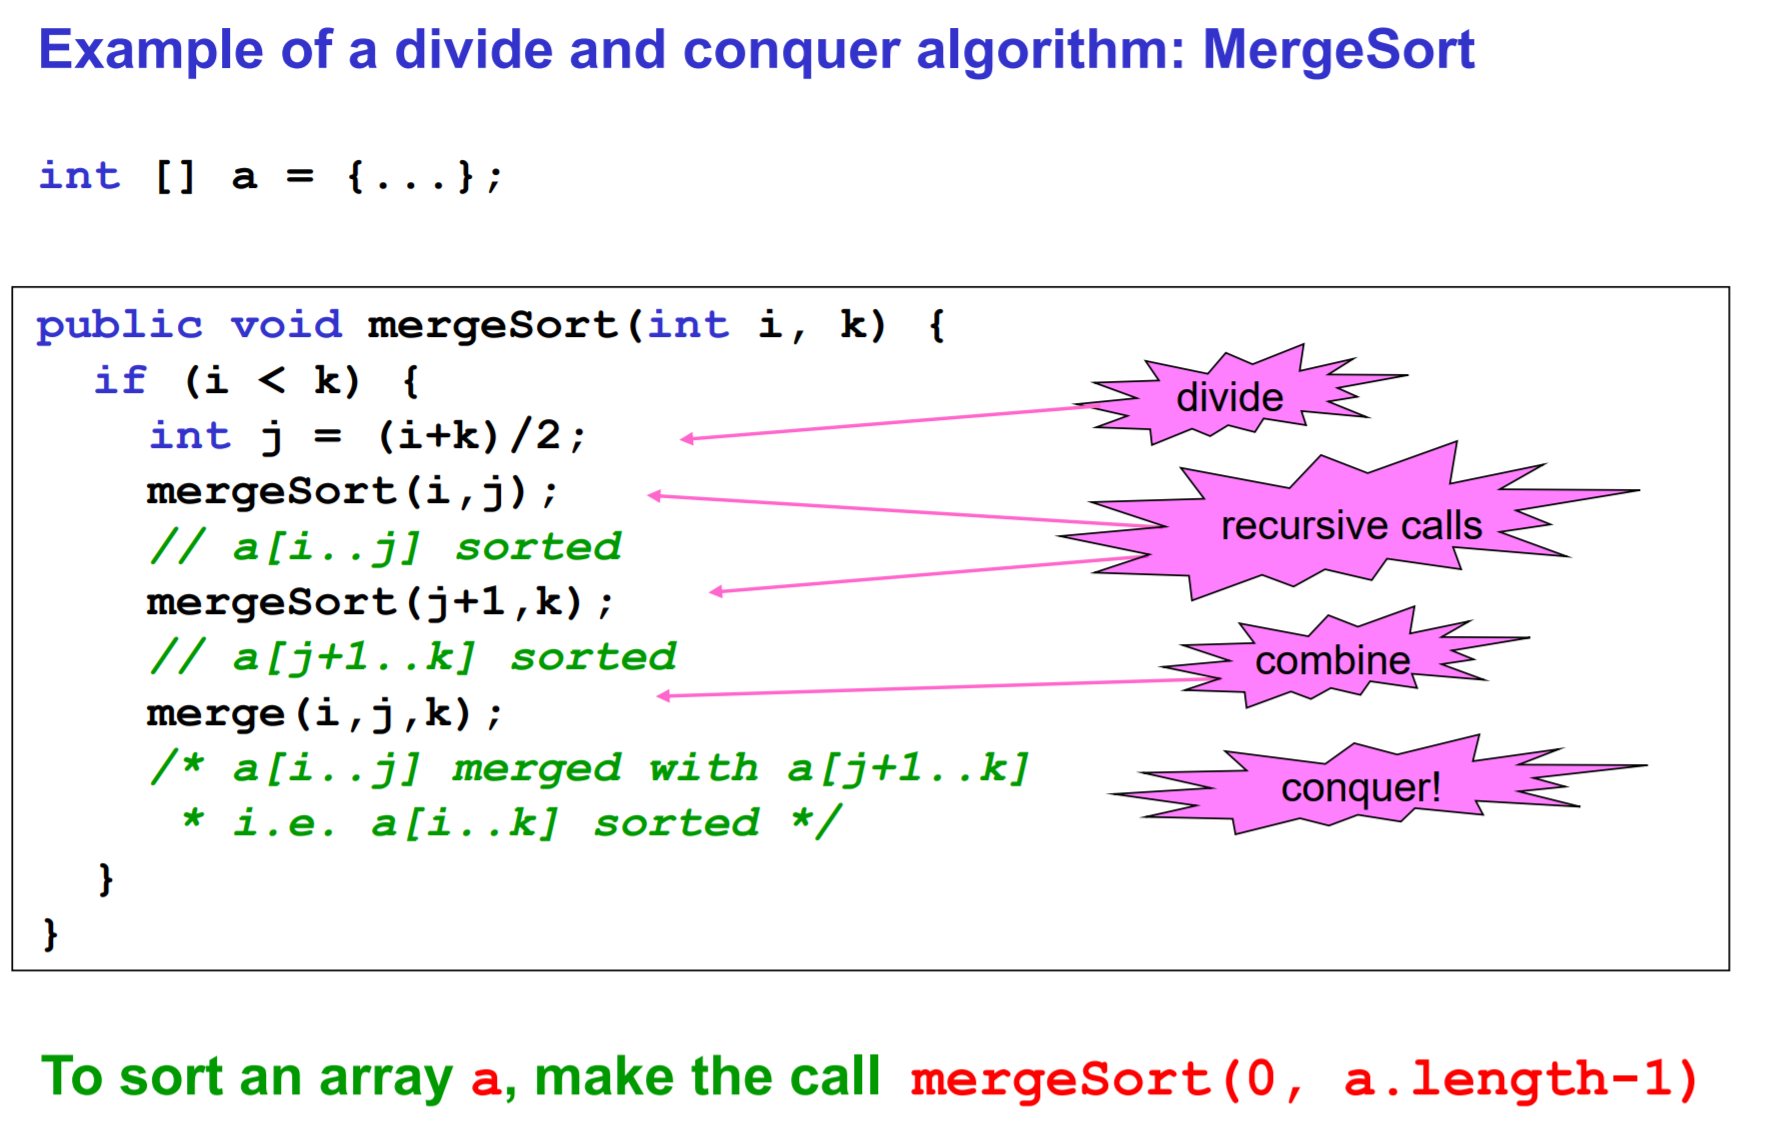 Example of a divide and conquer algorithm: MergeSort
int [] a = {...};
public void mergeSort(int i, k) {
if (i < k) {
int j = (i+k)/2;
divide
mergeSort(i,j);
// a[i..j] sorted
recursive calls
mergeSort(j+1,k);
// a[j+1..k] sorted
combine
merge(i,j,k);
/* a[i..j] merged with a[j+1..k]
conquer!
* i.e. a[i..k] sorted */
}
}
To sort an array a, make the call mergeSort(0, a.length-1)